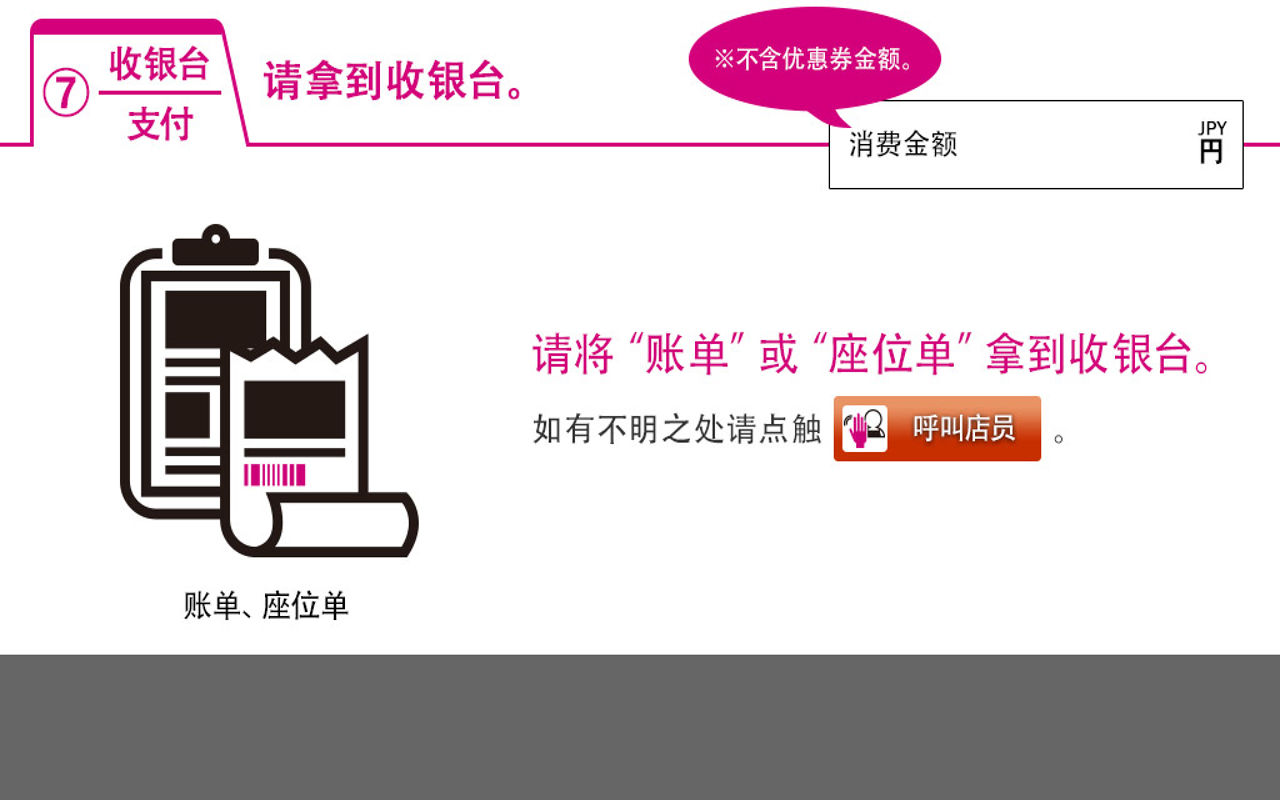 ⑦
收银台
支付
请拿到收银台。
※不含优惠券金额。
消费金额
JPY
円
请将“账单”或“座位单”拿到收银台。
如有不明之处请点触 呼叫店员 。
账单、座位单